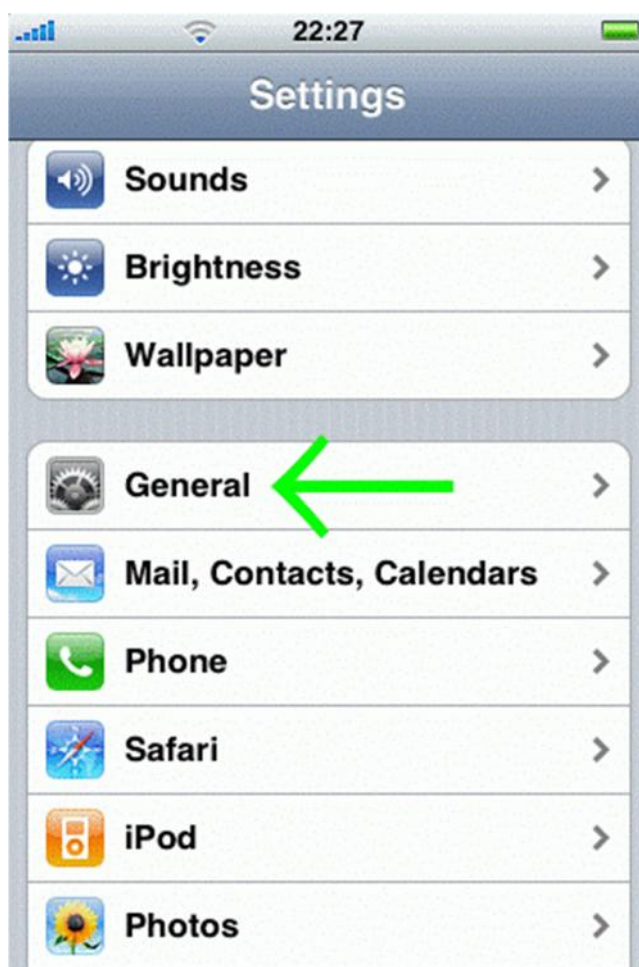 22:27
Settings
Sounds
Brightness
Wallpaper
General
Mail, Contacts, Calendars
Phone
Safari
iPod
Photos